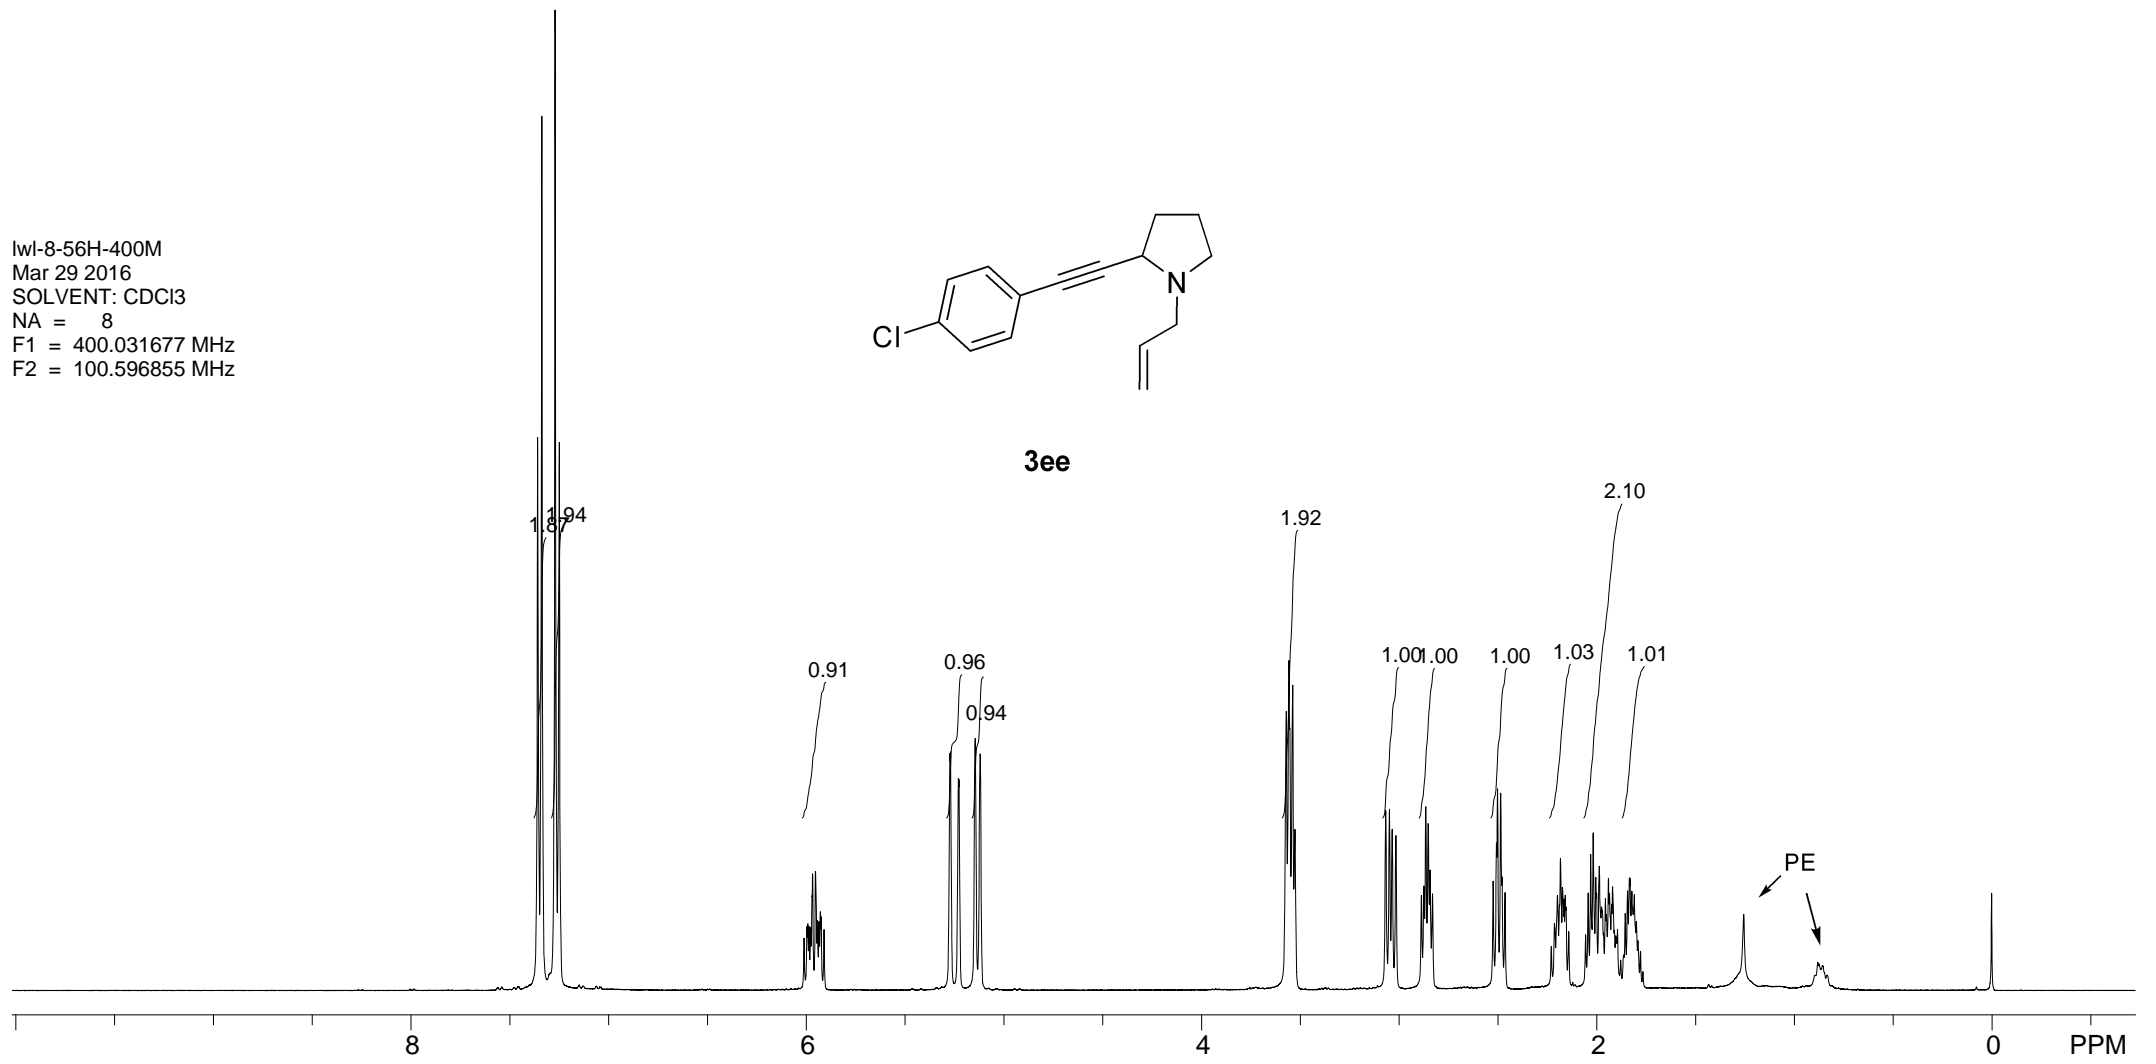 lwl-8-56H-400M
Mar 29 2016
SOLVENT: CDCl3
NA = 8
F1 = 400.031677 MHz
F2 = 100.596855 MHz
N
Cl
3ee
1.87
1.94
0.91
0.96
0.94
1.92
1.00
1.00
1.00
1.03
2.10
1.01
PE
8 6 4 2 0 PPM